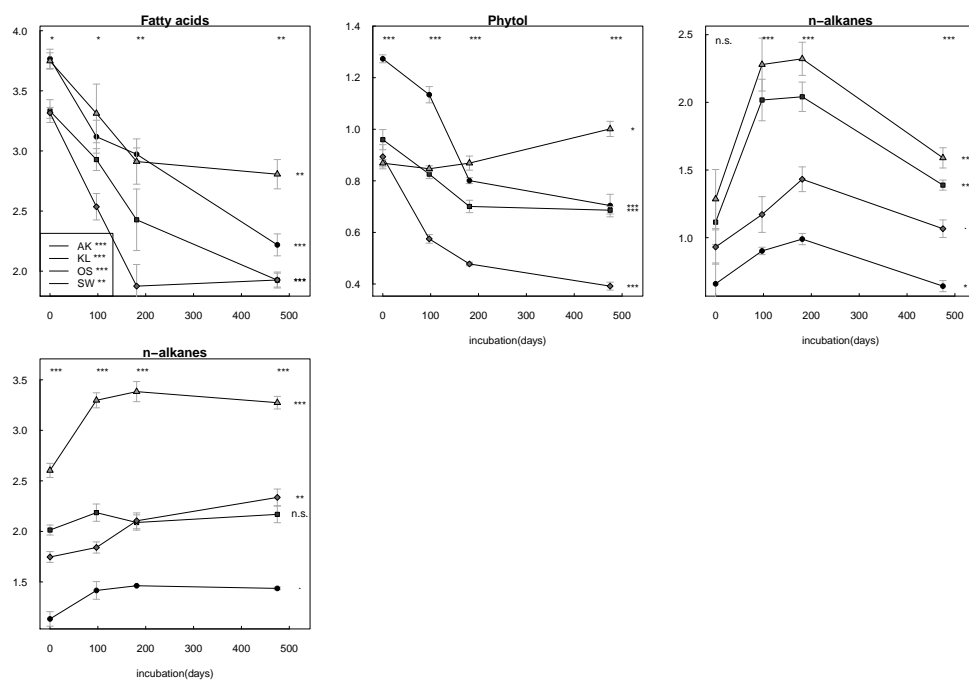 Fatty acids
* * ** **
4.0
3.5
3.0
2.5
2.0
**
***
***
AK ***
KL ***
OS ***
SW **
0 100 200 300 400 500
Phytol
*** *** *** ***
1.4
1.2
1.0
0.8
0.6
0.4
*
***
***
***
0 100 200 300 400 500
incubation(days)
n−alkanes
n.s. *** *** ***
2.5
2.0
1.5
1.0
**
**
.
*
0 100 200 300 400 500
incubation(days)
n−alkanes
*** *** *** ***
3.5
3.0
2.5
2.0
1.5
***
**
n.s.
.
0 100 200 300 400 500
incubation(days)